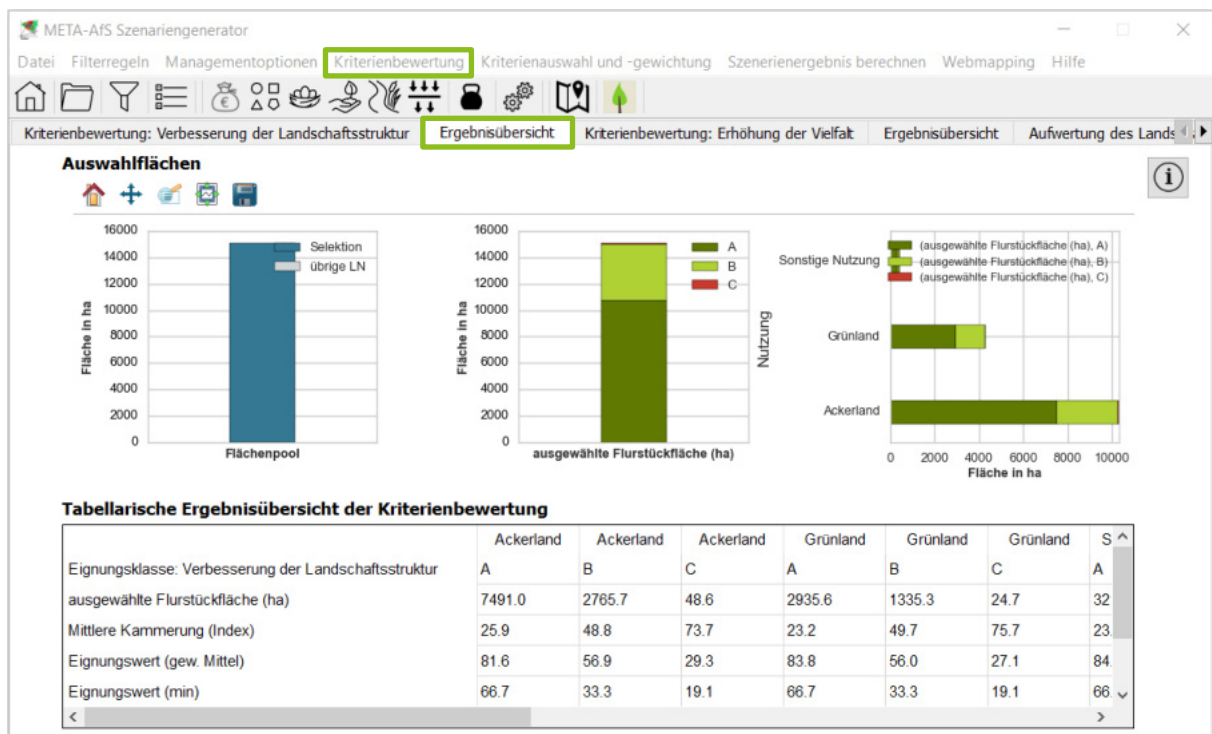 META-AfS Szenariengenerator
Datei Filterregeln Managementoptionen Kriterienbewertung Kriterienauswahl und -gewichtung Szenerienergebnis berechnen Webmapping Hilfe
Kriterienbewertung: Verbesserung der Landschaftsstruktur Ergebnisübersicht Kriterienbewertung: Erhöhung der Vielfalt Ergebnisübersicht Aufwertung des Lands
Auswahlflächen
16000
14000
12000
10000
8000
6000
4000
2000
0
Fläche in ha
Selektion
übrige LN
Flächenpool
16000
14000
12000
10000
8000
6000
4000
2000
0
Fläche in ha
A
B
C
ausgewählte Flurstückfläche (ha)
Nutzung
Sonstige Nutzung
Grünland
Ackerland
(ausgewählte Flurstückfläche (ha), A)
(ausgewählte Flurstückfläche (ha), B)
(ausgewählte Flurstückfläche (ha), C)
0 2000 4000 6000 8000 10000
Fläche in ha
Tabellarische Ergebnisübersicht der Kriterienbewertung
Ackerland Ackerland Ackerland Grünland Grünland Grünland S
Eignungsklasse: Verbesserung der Landschaftsstruktur A B C A B C A
ausgewählte Flurstückfläche (ha) 7491.0 2765.7 48.6 2935.6 1335.3 24.7 32
Mittlere Kammerung (Index) 25.9 48.8 73.7 23.2 49.7 75.7 23.
Eignungswert (gew. Mittel) 81.6 56.9 29.3 83.8 56.0 27.1 84.
Eignungswert (min) 66.7 33.3 19.1 66.7 33.3 19.1 66.